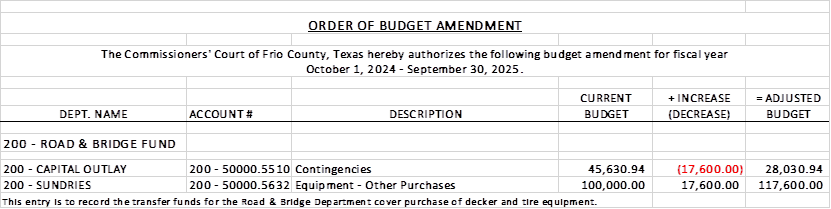 ORDER OF BUDGET AMENDMENT
The Commissioners' Court of Frio County, Texas hereby authorizes the following budget amendment for fiscal year
October 1, 2024 - September 30, 2025.
CURRENT + INCREASE = ADJUSTED
DEPT. NAME ACCOUNT # DESCRIPTION BUDGET (DECREASE) BUDGET
200 - ROAD & BRIDGE FUND
200 - CAPITAL OUTLAY 200 - 50000.5510 Contingencies 45,630.94 (17,600.00) 28,030.94
200 - SUNDRIES 200 - 50000.5632 Equipment - Other Purchases 100,000.00 17,600.00 117,600.00
This entry is to record the transfer funds for the Road & Bridge Department cover purchase of decker and tire equipment.